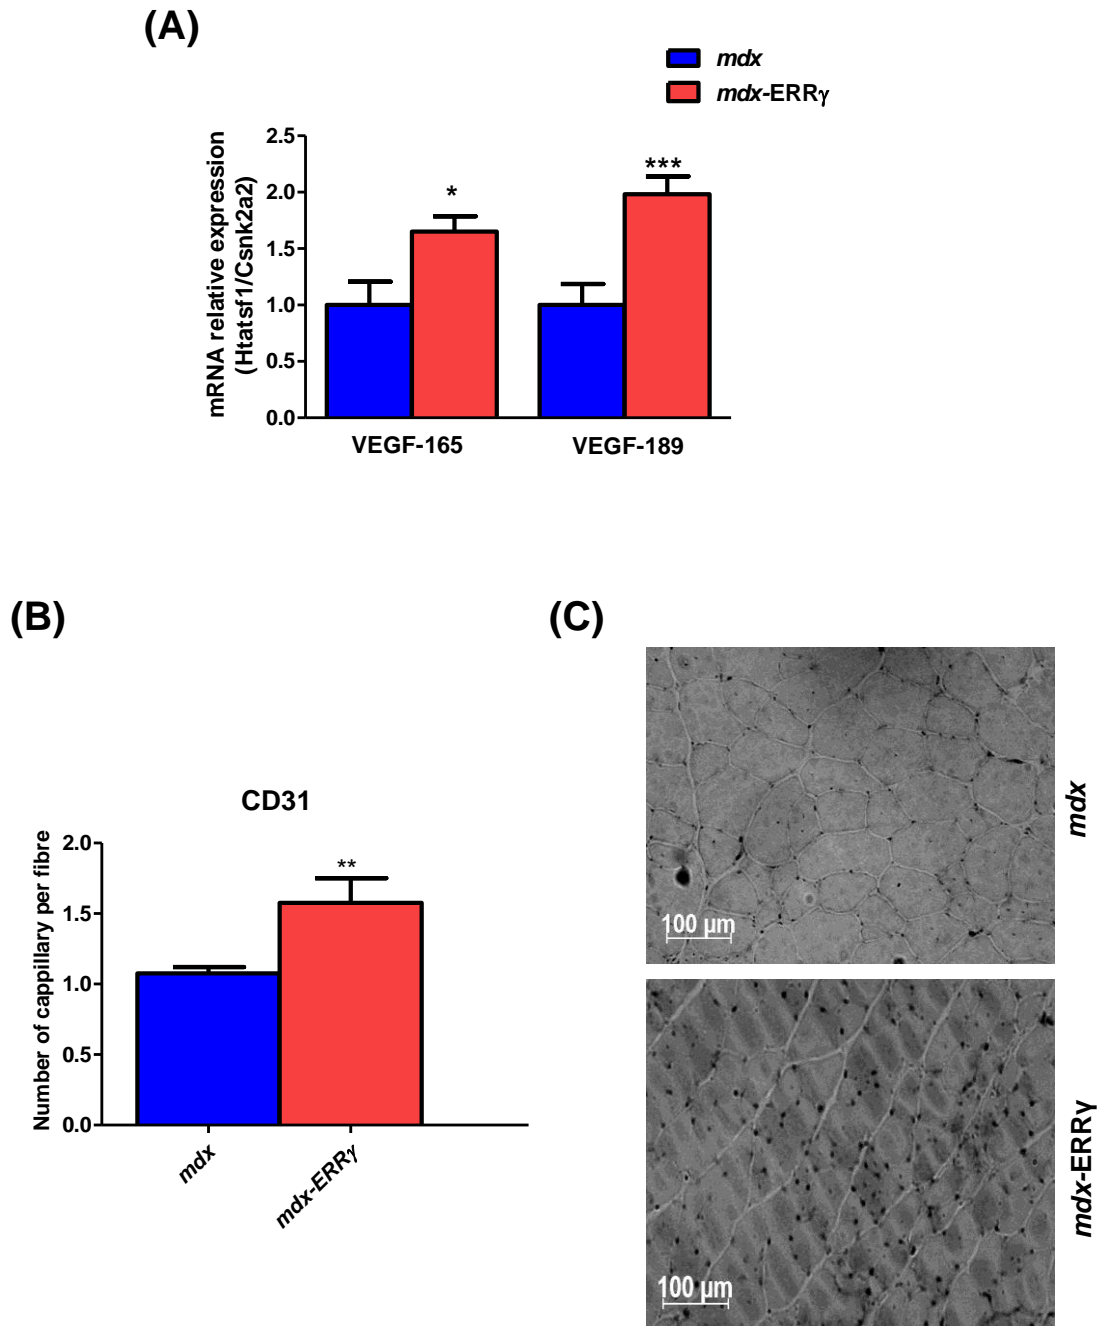 (A)
mdx
mdx-ERRγ
mRNA relative expression
(Htatsf1/Csnk2a2)
2.5
2.0
1.5
1.0
0.5
0.0
*
***
VEGF-165
VEGF-189
(B)
CD31
Number of cappillary per fibre
2.0
1.5
1.0
0.5
0.0
**
mdx
mdx-ERRγ
(C)
100 µm
mdx
100 µm
mdx-ERRγ